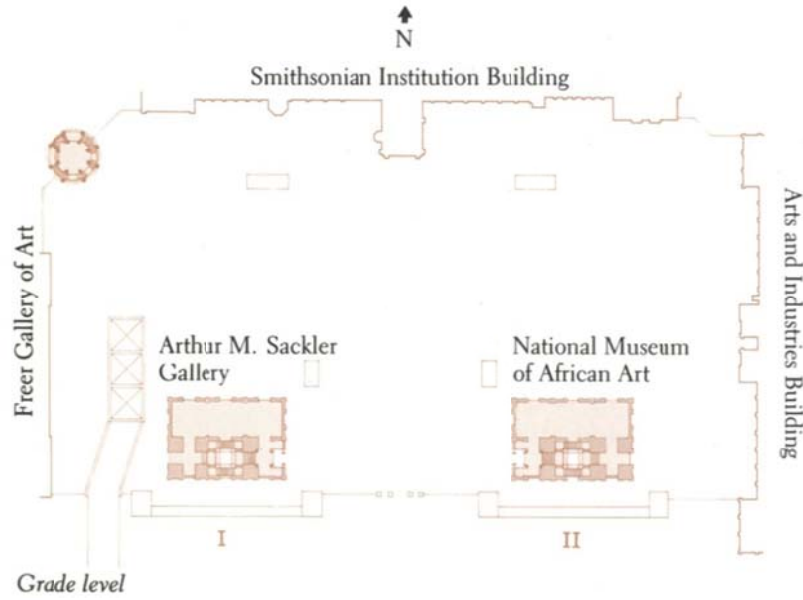 N
Smithsonian Institution Building
Freer Gallery of Art
Arts and Industries Building
Arthur M. Sackler
Gallery
National Museum
of African Art
I
II
Grade level